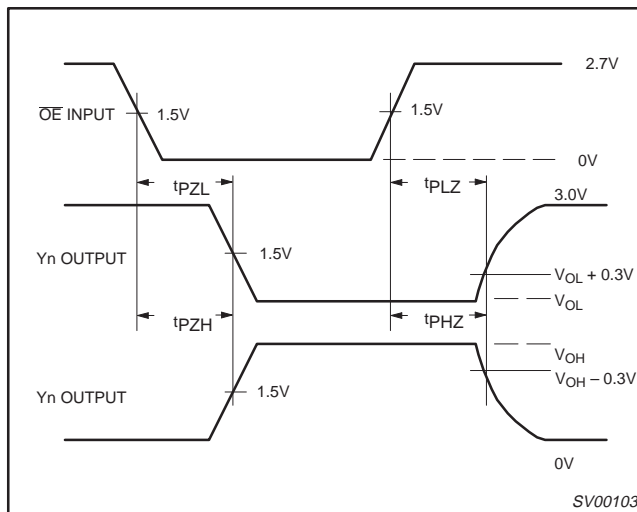 2.7V
OE INPUT
1.5V
1.5V
0V
tPZL
tPLZ
3.0V
Yn OUTPUT
1.5V
VOL + 0.3V
VOL
tPZH
tPHZ
VOH
VOH – 0.3V
Yn OUTPUT
1.5V
0V
SV00103